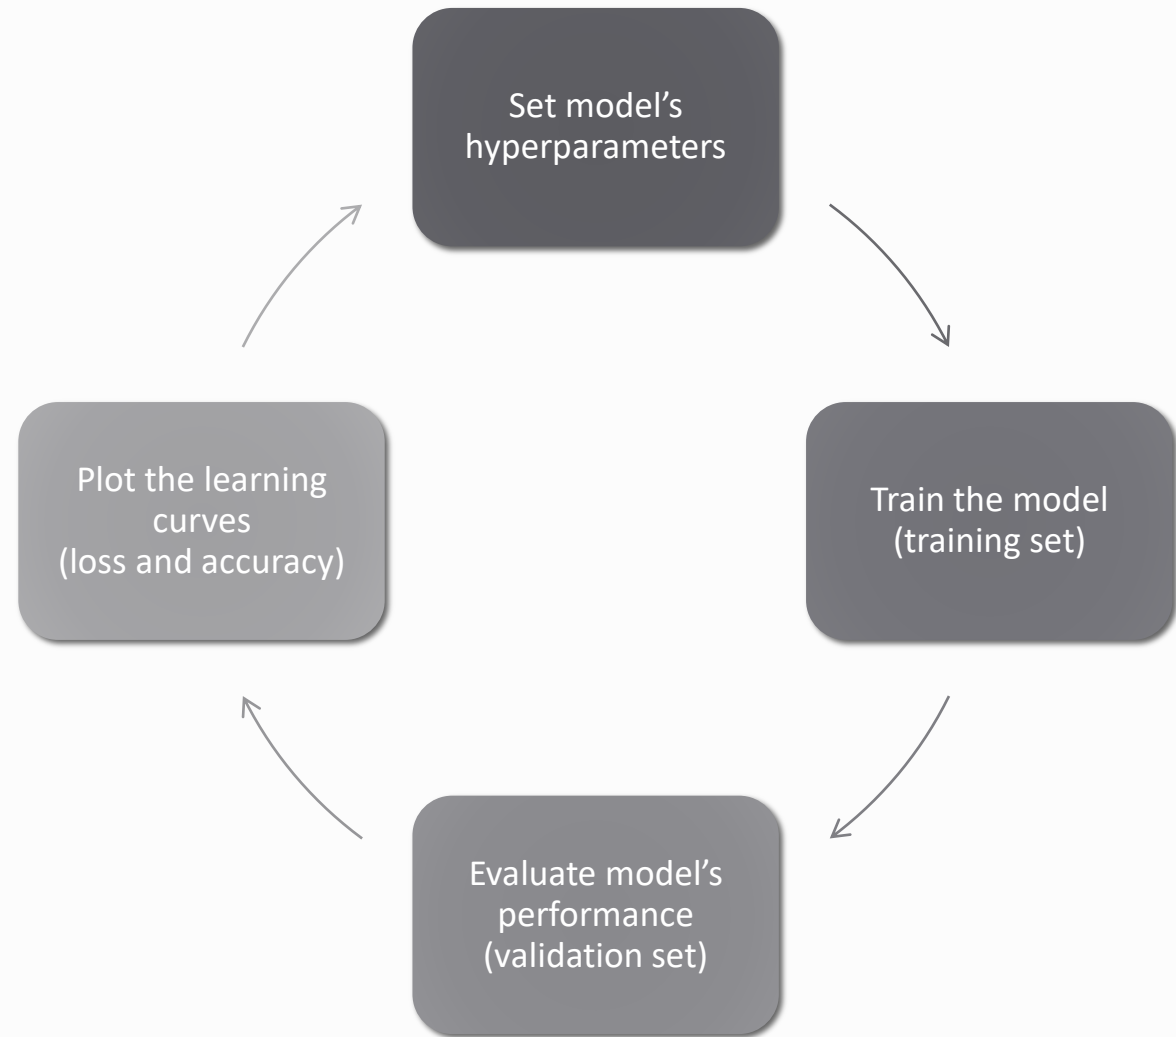 Set model’s
hyperparameters
Train the model
(training set)
Evaluate model’s
performance
(validation set)
Plot the learning
curves
(loss and accuracy)